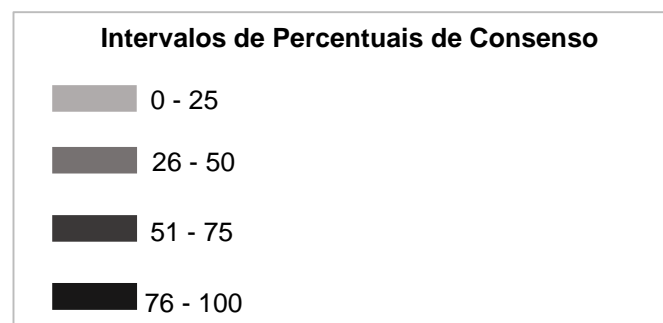 Intervalos de Percentuais de Consenso
0 - 25
26 - 50
51 - 75
76 - 100